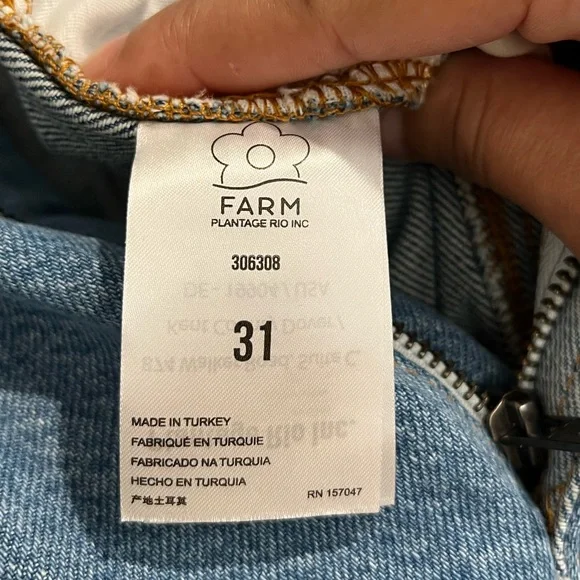 FARM
PLANTAGE RIO INC
306308
31
MADE IN TURKEY
FABRIQUÉ EN TURQUIE
FABRICADO NA TURQUIA
HECHO EN TURQUIA
产地土耳其
RN 157047